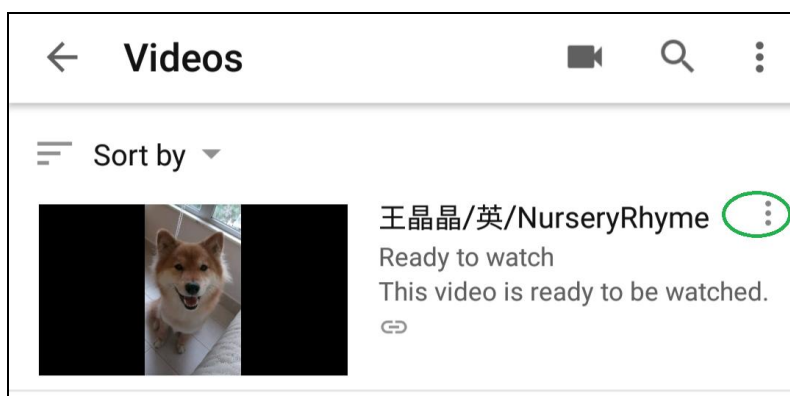 Videos
Sort by
王晶晶/英/NurseryRhyme
Ready to watch
This video is ready to be watched.